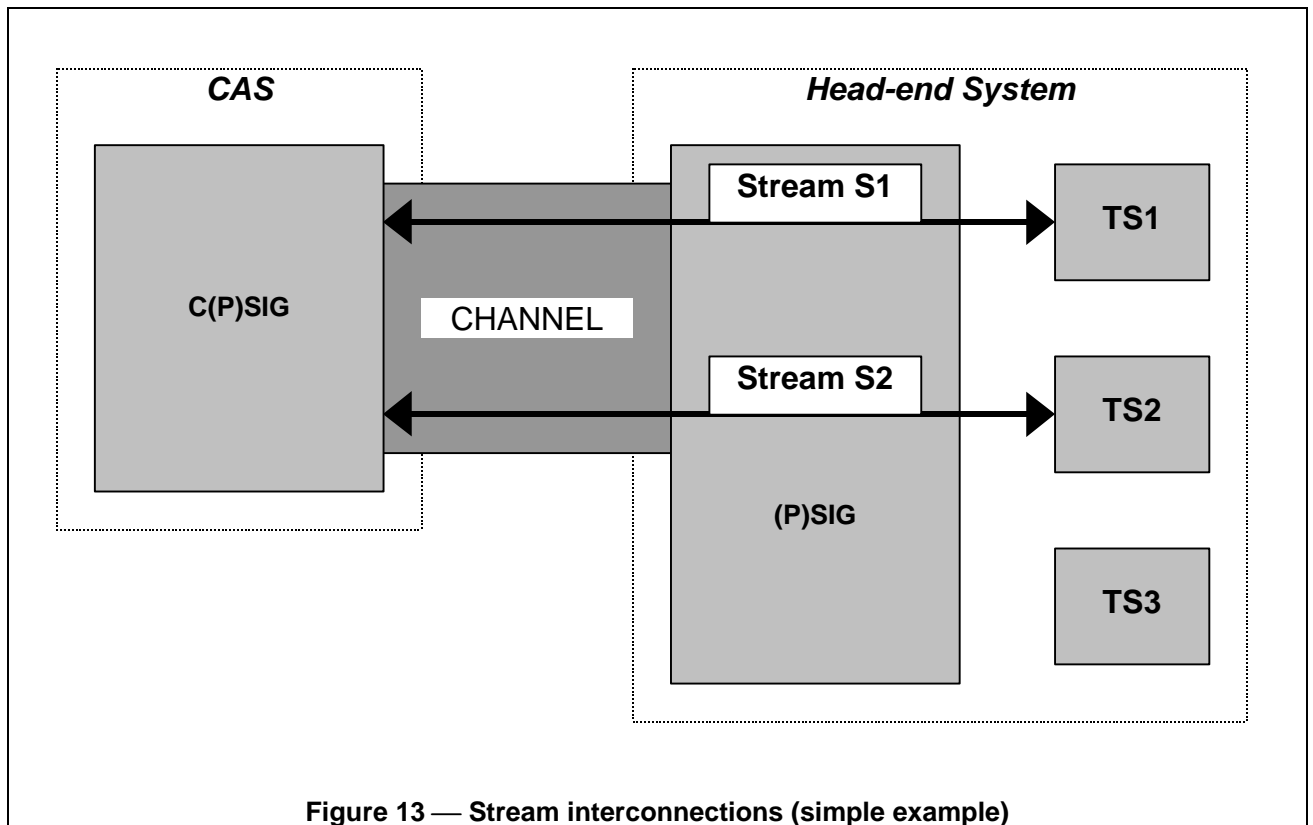 CAS
Head-end System
Stream S1
TS1
C(P)SIG
CHANNEL
Stream S2
TS2
(P)SIG
TS3
Figure 13 — Stream interconnections (simple example)